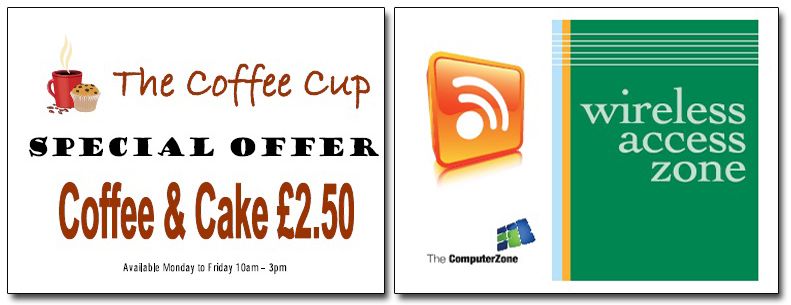 The Coffee Cup
SPECIAL OFFER
Coffee & Cake £2.50
Available Monday to Friday 10am – 3pm
wireless
access
zone
The ComputerZone